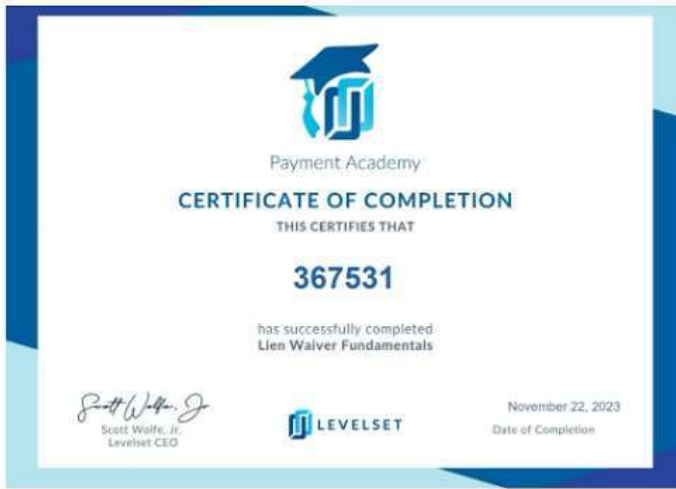 Payment Academy
CERTIFICATE OF COMPLETION
THIS CERTIFIES THAT
367531
has successfully completed
Lien Waiver Fundamentals
Scott Wolfe, Jr
Scott Wolfe, Jr.
Levelset CEO
LEVELSET
November 22, 2023
Date of Completion